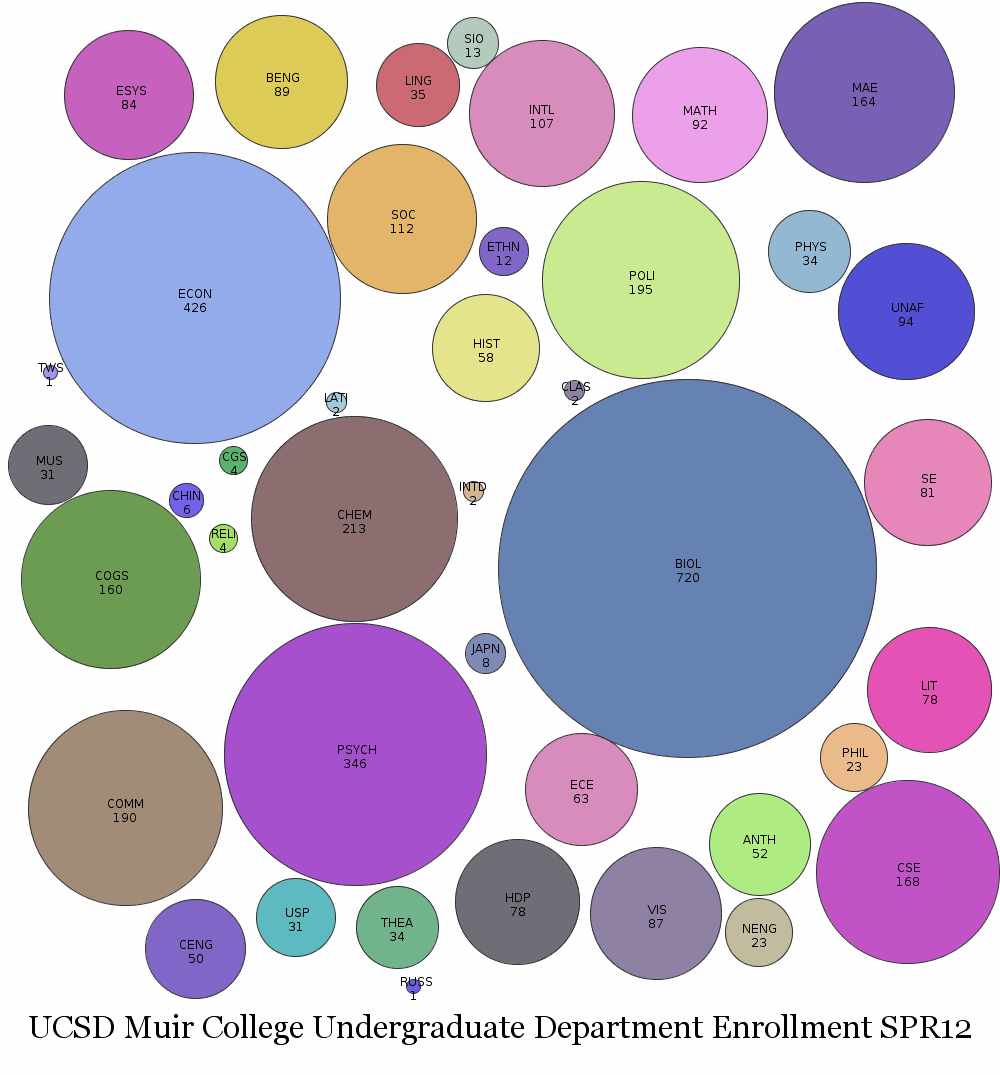 SIO
13
BENG
89
LING
35
ESYS
84
INTL
107
MATH
92
MAE
164
SOC
112
ETHN
12
PHYS
34
POLI
195
ECON
426
UNAF
94
HIST
58
TWS
1
CLAS
2
LATI
2
MUS
31
CGS
4
CHIN
6
INTD
2
SE
81
CHEM
213
RELI
4
COGS
160
BIOL
720
JAPN
8
LIT
78
PSYCH
346
PHIL
23
ECE
63
COMM
190
ANTH
52
CSE
168
HDP
78
VIS
87
USP
31
THEA
34
NENG
23
CENG
50
RUSS
1
UCSD Muir College Undergraduate Department Enrollment SPR12